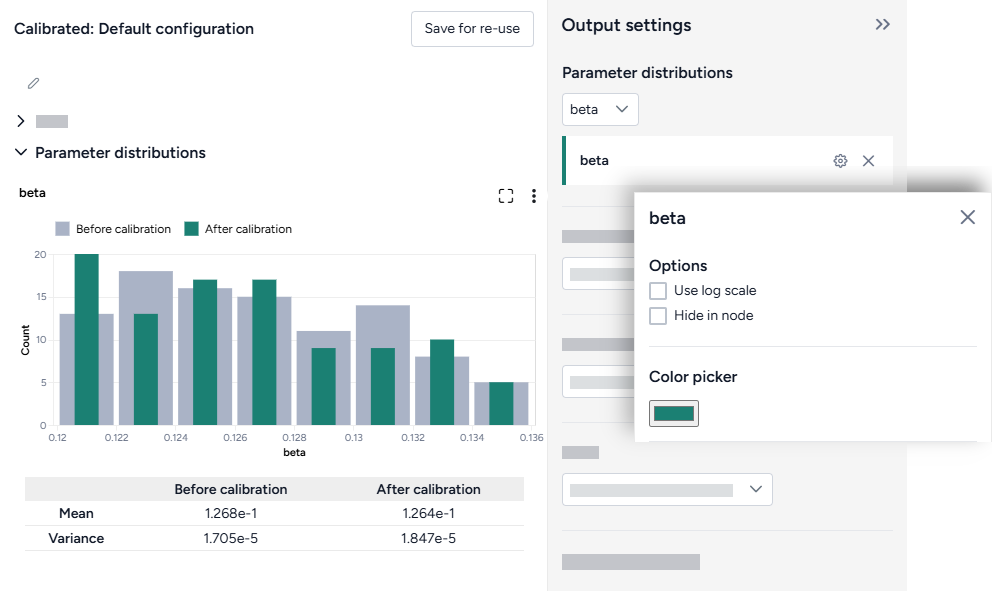 Calibrated: Default configuration
Save for re-use
Parameter distributions
beta
Before calibration After calibration
20
15
10
5
0
Count
0.12 0.122 0.124 0.126 0.128 0.13 0.132 0.134 0.136
beta
Before calibration After calibration
Mean 1.268e-1 1.264e-1
Variance 1.705e-5 1.847e-5
Output settings
Parameter distributions
beta
beta
beta
Options
Use log scale
Hide in node
Color picker